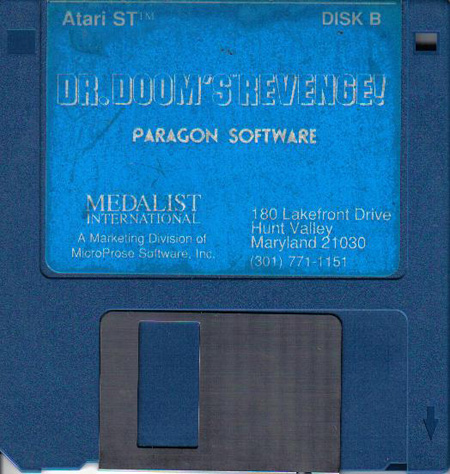 Atari ST™
DISK B
DR. DOOM'S REVENGE!
PARAGON SOFTWARE
MEDALIST
INTERNATIONAL
A Marketing Division of
MicroProse Software, Inc.
180 Lakefront Drive
Hunt Valley
Maryland 21030
(301) 771-1151